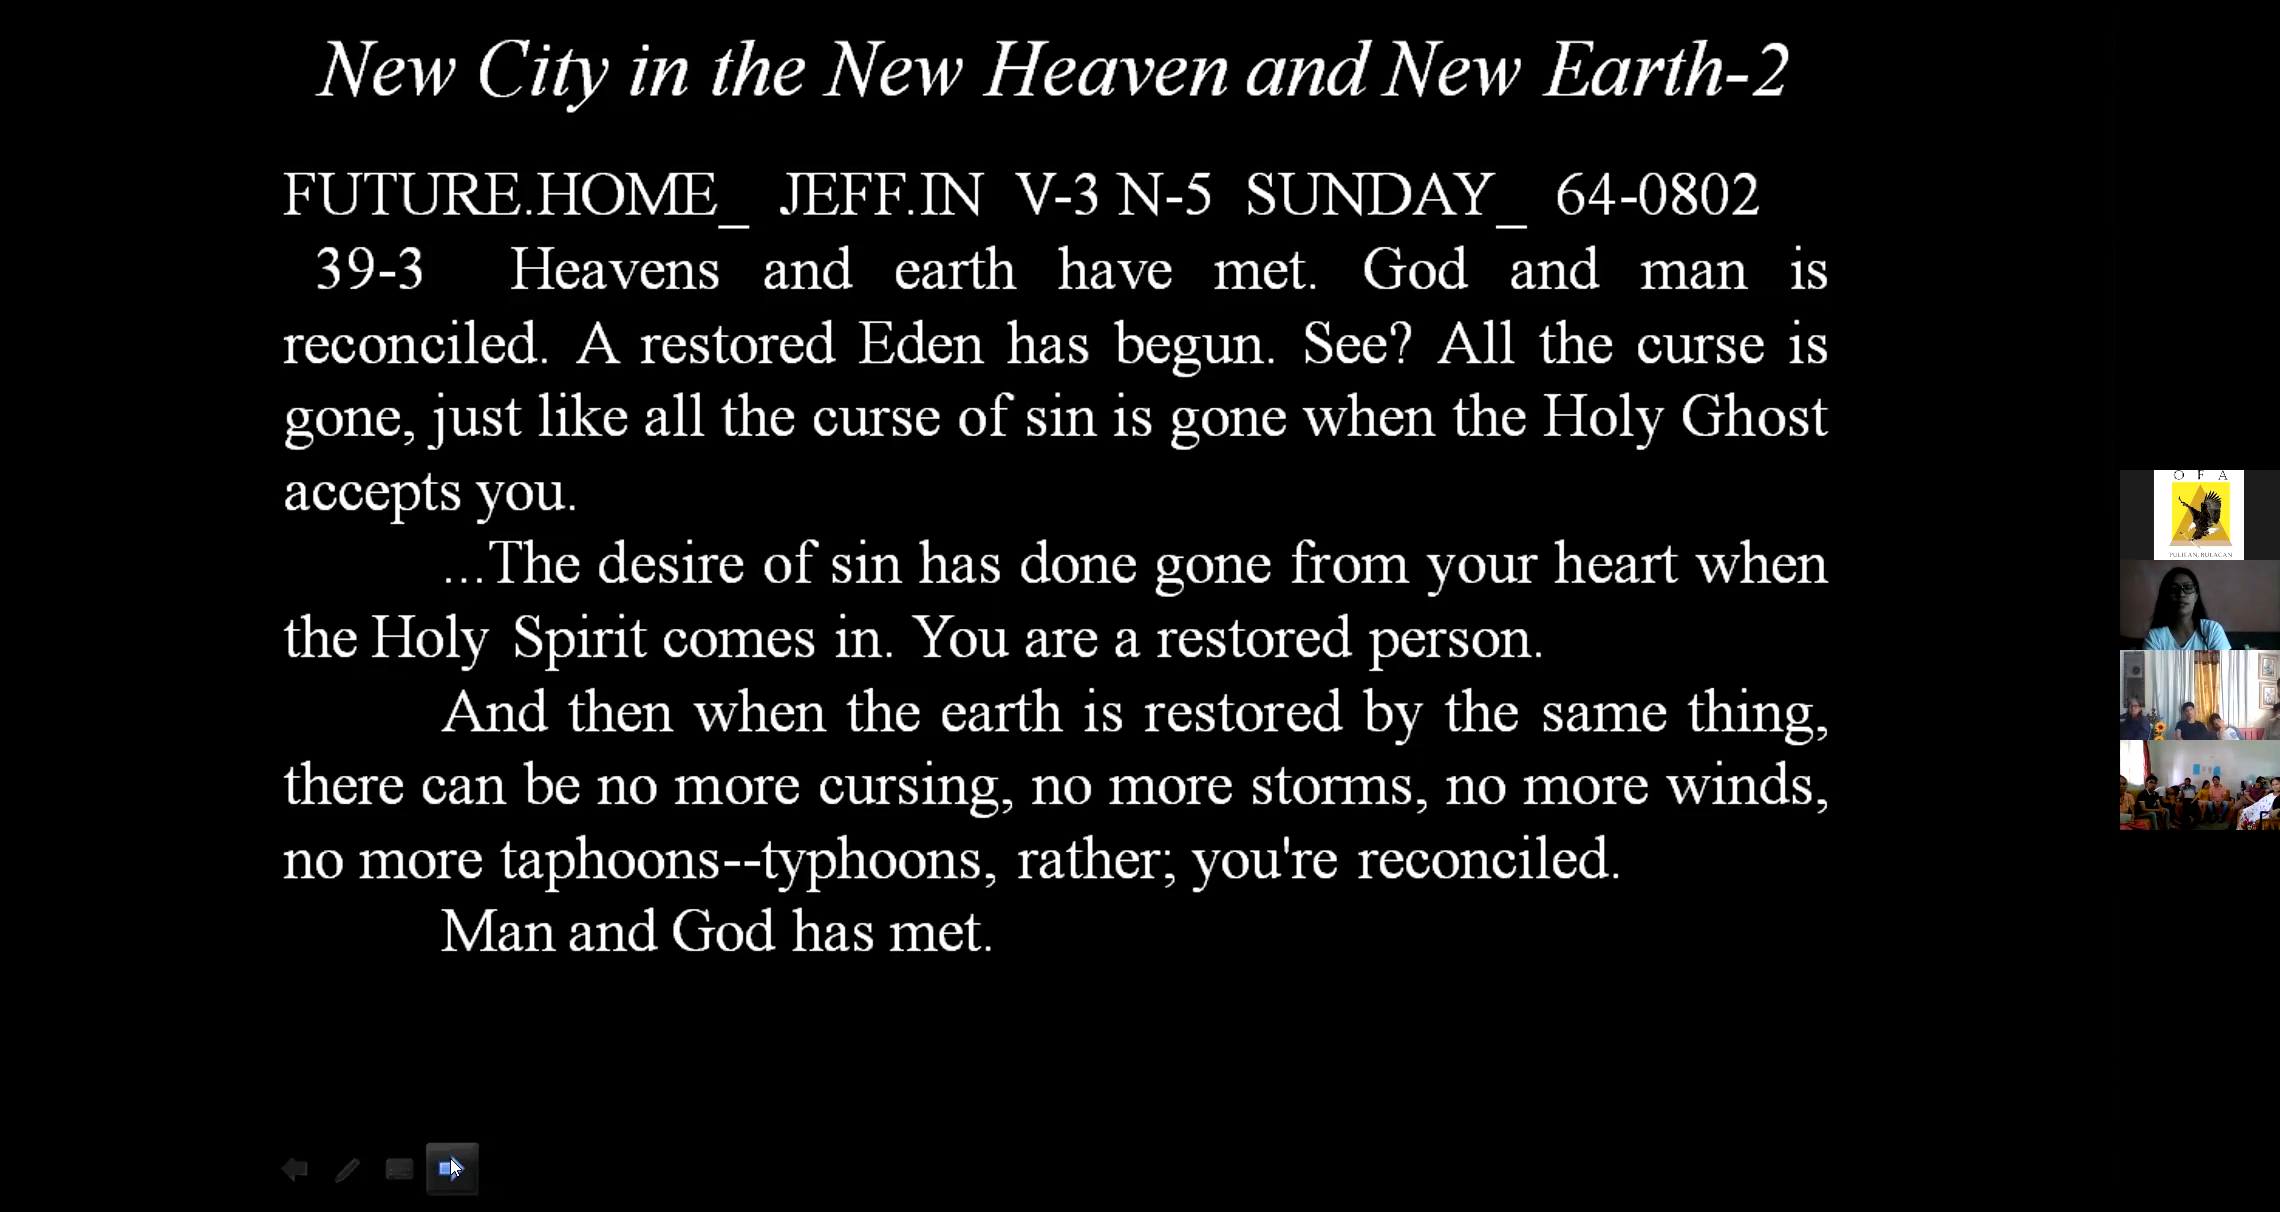 New City in the New Heaven and New Earth-2
FUTURE.HOME_ JEFF.IN V-3 N-5 SUNDAY_ 64-0802
39-3 Heavens and earth have met. God and man is
reconciled. A restored Eden has begun. See? All the curse is
gone, just like all the curse of sin is gone when the Holy Ghost
accepts you.
...The desire of sin has done gone from your heart when
the Holy Spirit comes in. You are a restored person.
And then when the earth is restored by the same thing,
there can be no more cursing, no more storms, no more winds,
no more taphoons--typhoons, rather; you're reconciled.
Man and God has met.
O F A
PULILAN, BULACAN